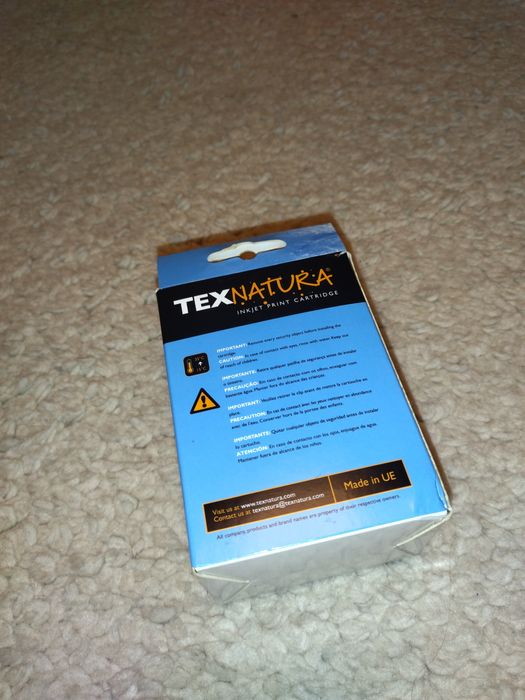 TEXNATURA®
INKJET PRINT CARTRIDGE
IMPORTANT: Remove every security object before installing the
cartridge.
CAUTION: In case of contact with eyes, rinse with water. Keep out
of reach of children.
IMPORTANTE: Retire qualquer patilha de segurança antes de instalar
o tinteiro.
PRECAUÇÃO: En caso de contacto com os olhos, enxaguar com
bastante água. Manter fora do alcance das crianças.
IMPORTANT: Veuillez retirer le clip avant de mettre la cartouche en
place.
PRECAUTION: En cas de contact avec les yeux nettoyer en abondance
avec de l'eau. Conserver hors de la portée des enfants.
IMPORTANTE: Quitar cualquier objeto de seguridad antes de instalar
lo cartucho.
ATENCIÓN: En caso de contacto con los ojos, enjuague de agua.
Mantener fuera de alcance de los niños.
Visit us at www.texnatura.com
Contact us at texnatura@texnatura.com
Made in UE
All company, products and brand names are property of their respective owners.